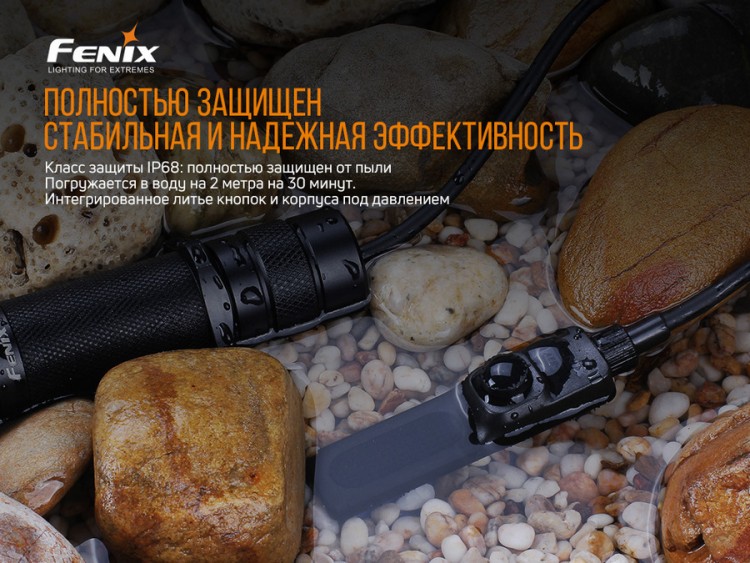 FENIX
LIGHTING FOR EXTREMES
ПОЛНОСТЬЮ ЗАЩИЩЕН
СТАБИЛЬНАЯ И НАДЕЖНАЯ ЭФФЕКТИВНОСТЬ
Класс защиты IP68: полностью защищен от пыли
Погружается в воду на 2 метра на 30 минут.
Интегрированное литье кнопок и корпуса под давлением
FENIX